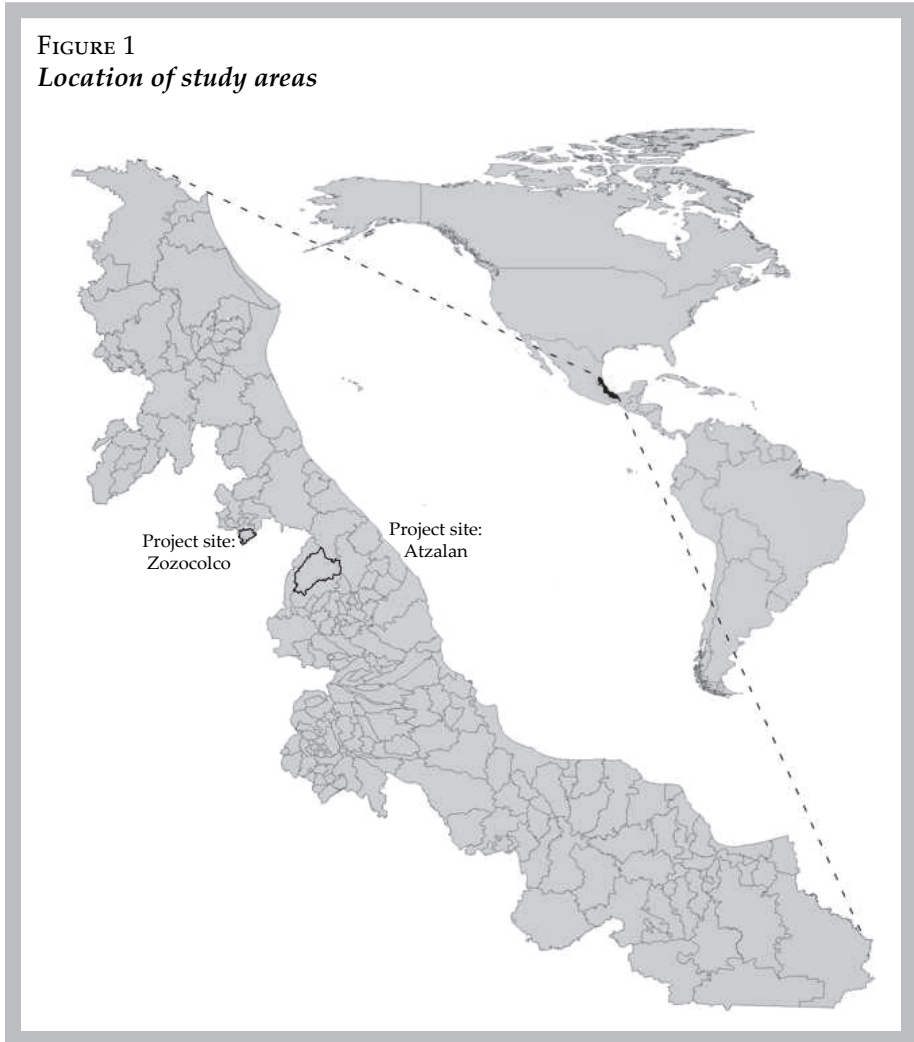 FIGURE 1
Location of study areas
Project site:
Zozocolco
Project site:
Atzalan